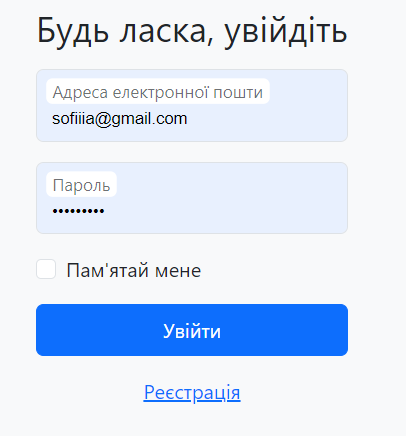 Будь ласка, увійдіть
Адреса електронної пошти
sofiiia@gmail.com
Пароль
•••••••••
Пам'ятай мене
Увійти
Реєстрація